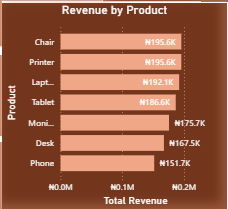 Revenue by Product
Chair ₦195.6K
Printer ₦195.6K
Lapt... ₦192.1K
Tablet ₦186.6K
Moni... ₦175.7K
Desk ₦167.5K
Phone ₦151.7K
Product
₦0.0M ₦0.1M ₦0.2M
Total Revenue